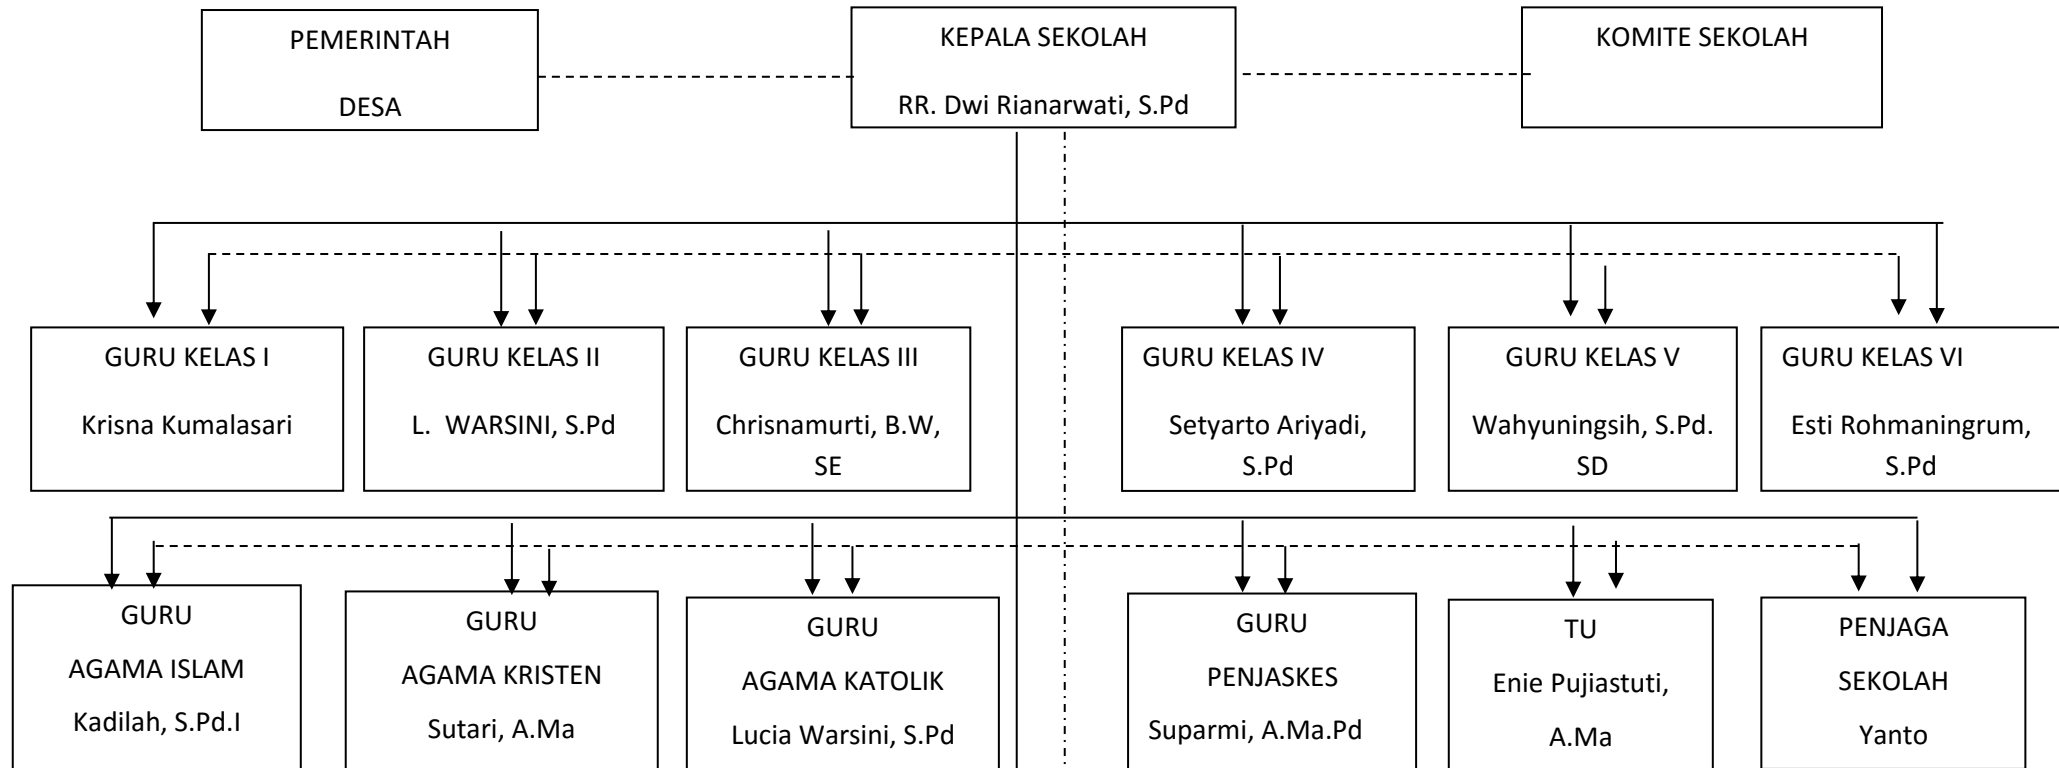 PEMERINTAH
DESA
KEPALA SEKOLAH
RR. Dwi Rianarwati, S.Pd
KOMITE SEKOLAH
GURU KELAS I
Krisna Kumalasari
GURU KELAS II
L. WARSINI, S.Pd
GURU KELAS III
Chrisnamurti, B.W,
SE
GURU KELAS IV
Setyarto Ariyadi,
S.Pd
GURU KELAS V
Wahyuningsih, S.Pd.
SD
GURU KELAS VI
Esti Rohmaningrum,
S.Pd
GURU
AGAMA ISLAM
Kadilah, S.Pd.I
GURU
AGAMA KRISTEN
Sutari, A.Ma
GURU
AGAMA KATOLIK
Lucia Warsini, S.Pd
GURU
PENJASKES
Suparmi, A.Ma.Pd
TU
Enie Pujiastuti,
A.Ma
PENJAGA
SEKOLAH
Yanto